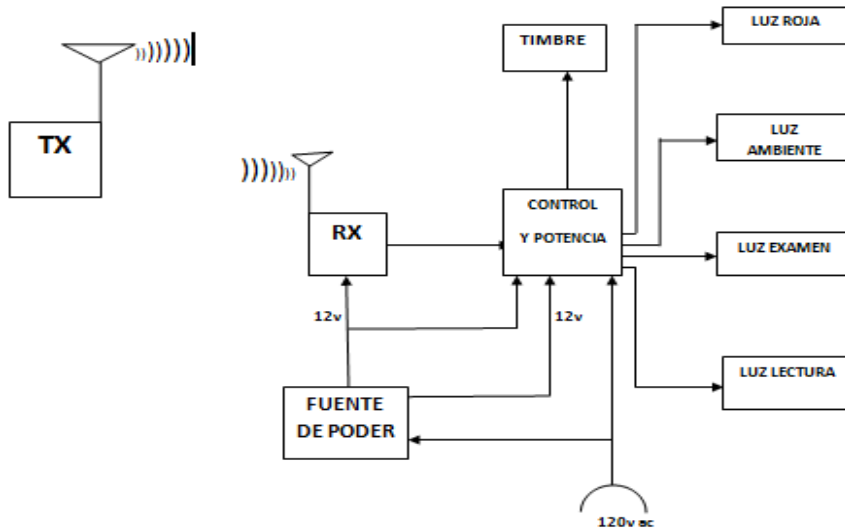 LUZ ROJA
TIMBRE
TX
LUZ
AMBIENTE
CONTROL
Y POTENCIA
RX
LUZ EXAMEN
12v
12v
LUZ LECTURA
FUENTE
DE PODER
120v ac